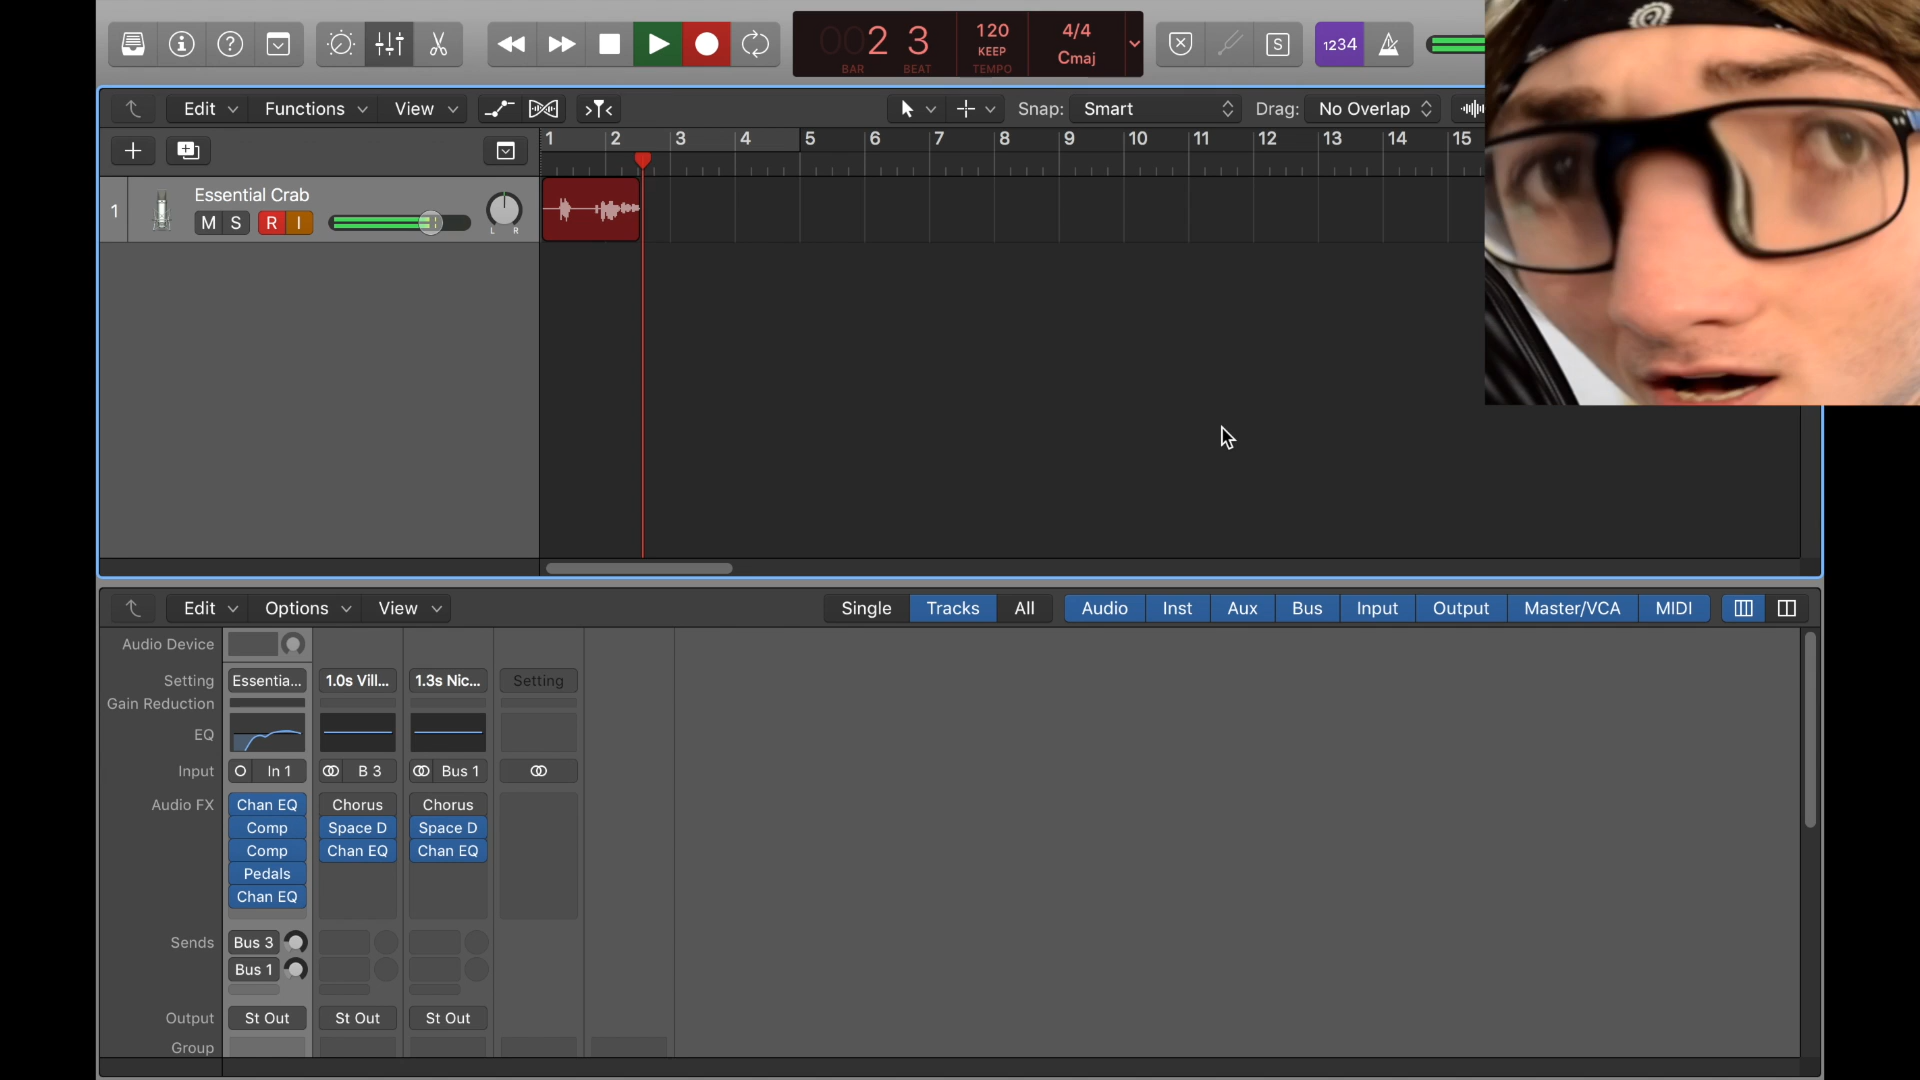 002 3
BAR BEAT
120
KEEP
TEMPO
4/4
Cmaj
S
1234
Edit Functions View
Snap: Smart Drag: No Overlap
1 2 3 4 5 6 7 8 9 10 11 12 13 14 15
1 Essential Crab
M S R I
L R
Edit Options View
Single Tracks All Audio Inst Aux Bus Input Output Master/VCA MIDI
Audio Device
Setting Essentia... 1.0s Vill... 1.3s Nic... Setting
Gain Reduction
EQ
Input In 1 B 3 Bus 1
Audio FX Chan EQ Chorus Chorus
Comp Space D Space D
Comp Chan EQ Chan EQ
Pedals
Chan EQ
Sends Bus 3
Bus 1
Output St Out St Out St Out
Group